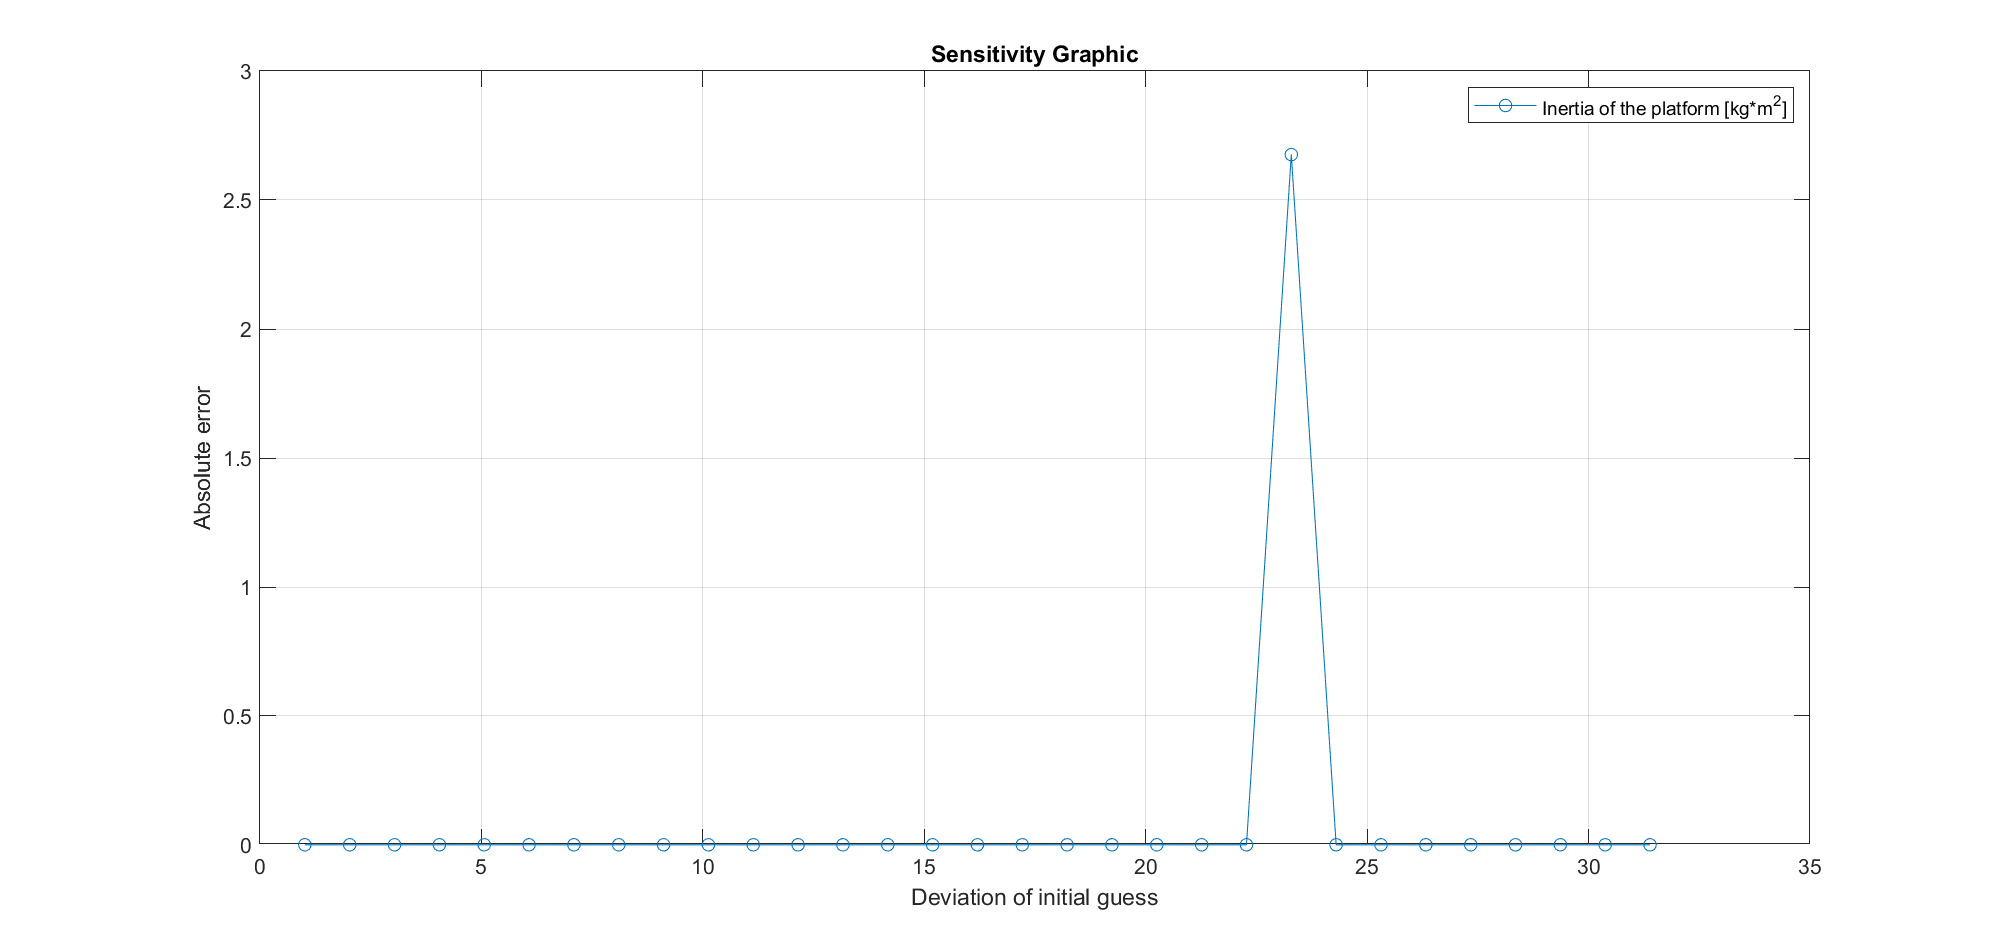 Sensitivity Graphic
3
Inertia of the platform [kg*m²]
2.5
2
1.5
1
0.5
0
Absolute error
0 5 10 15 20 25 30 35
Deviation of initial guess